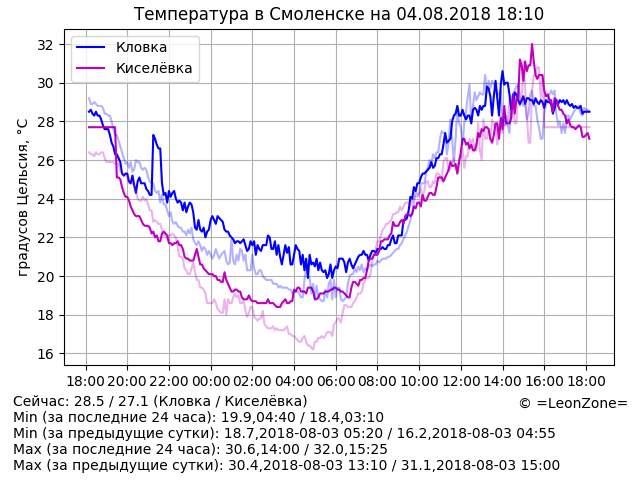 Температура в Смоленске на 04.08.2018 18:10
Кловка
Киселёвка
градусов Цельсия, °C
32
30
28
26
24
22
20
18
16
18:00 20:00 22:00 00:00 02:00 04:00 06:00 08:00 10:00 12:00 14:00 16:00 18:00
Сейчас: 28.5 / 27.1 (Кловка / Киселёвка)
© =LeonZone=
Min (за последние 24 часа): 19.9,04:40 / 18.4,03:10
Min (за предыдущие сутки): 18.7,2018-08-03 05:20 / 16.2,2018-08-03 04:55
Max (за последние 24 часа): 30.6,14:00 / 32.0,15:25
Max (за предыдущие сутки): 30.4,2018-08-03 13:10 / 31.1,2018-08-03 15:00